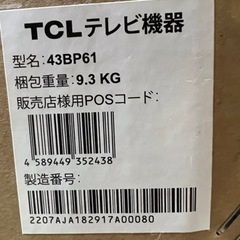 TCLテレビ機器
型名:43BP61
梱包重量:9.3 KG
販売店様用POSコード:
4 589449 352438
製造番号:
2207AJA182917A00080